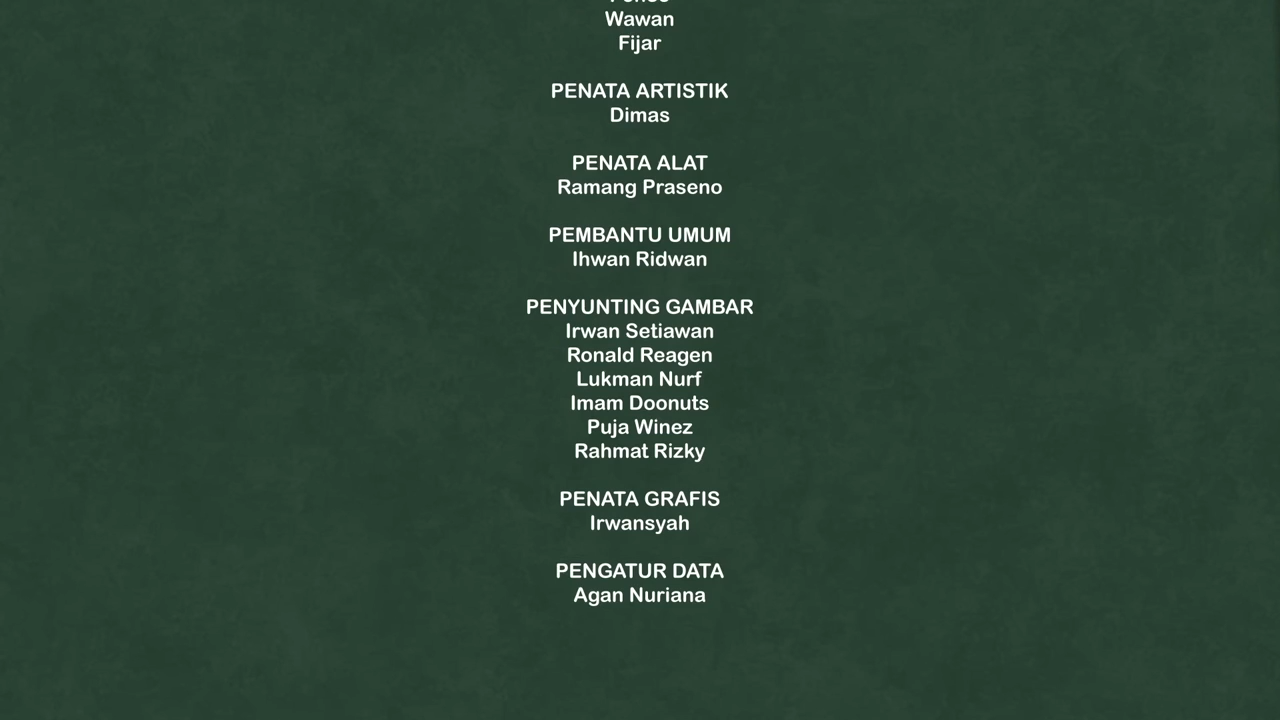 Wawan
Fijar
PENATA ARTISTIK
Dimas
PENATA ALAT
Ramang Praseno
PEMBANTU UMUM
Ihwan Ridwan
PENYUNTING GAMBAR
Irwan Setiawan
Ronald Reagen
Lukman Nurf
Imam Doonuts
Puja Winez
Rahmat Rizky
PENATA GRAFIS
Irwansyah
PENGATUR DATA
Agan Nuriana